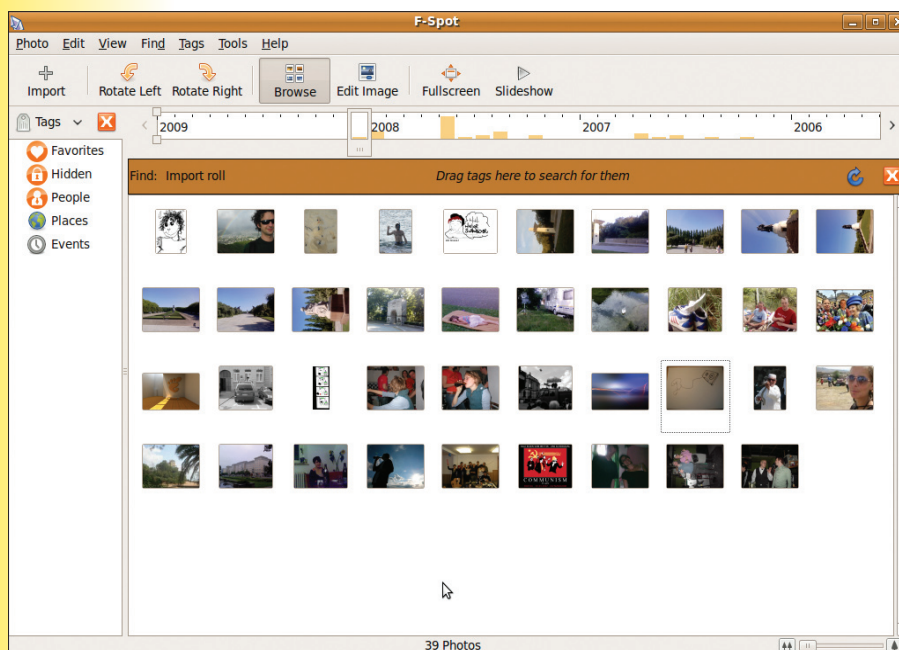 F-Spot
Photo Edit View Find Tags Tools Help
Import Rotate Left Rotate Right Browse Edit Image Fullscreen Slideshow
Tags 2009 2008 2007 2006
Favorites
Hidden
People
Places
Events
Find: Import roll Drag tags here to search for them
COMMUNISM
39 Photos